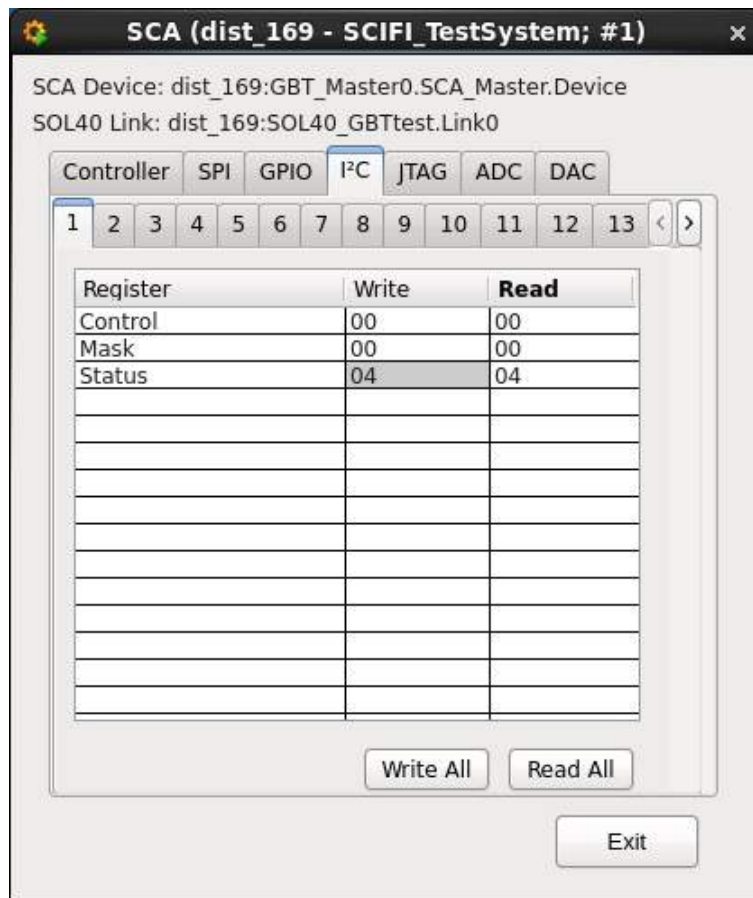 SCA (dist_169 - SCIFI_TestSystem; #1) ×
SCA Device: dist_169:GBT_Master0.SCA_Master.Device
SOL40 Link: dist_169:SOL40_GBTtest.Link0
Controller SPI GPIO I²C JTAG ADC DAC
1 2 3 4 5 6 7 8 9 10 11 12 13 < >
Register Write Read
Control 00 00
Mask 00 00
Status 04 04
Write All Read All
Exit